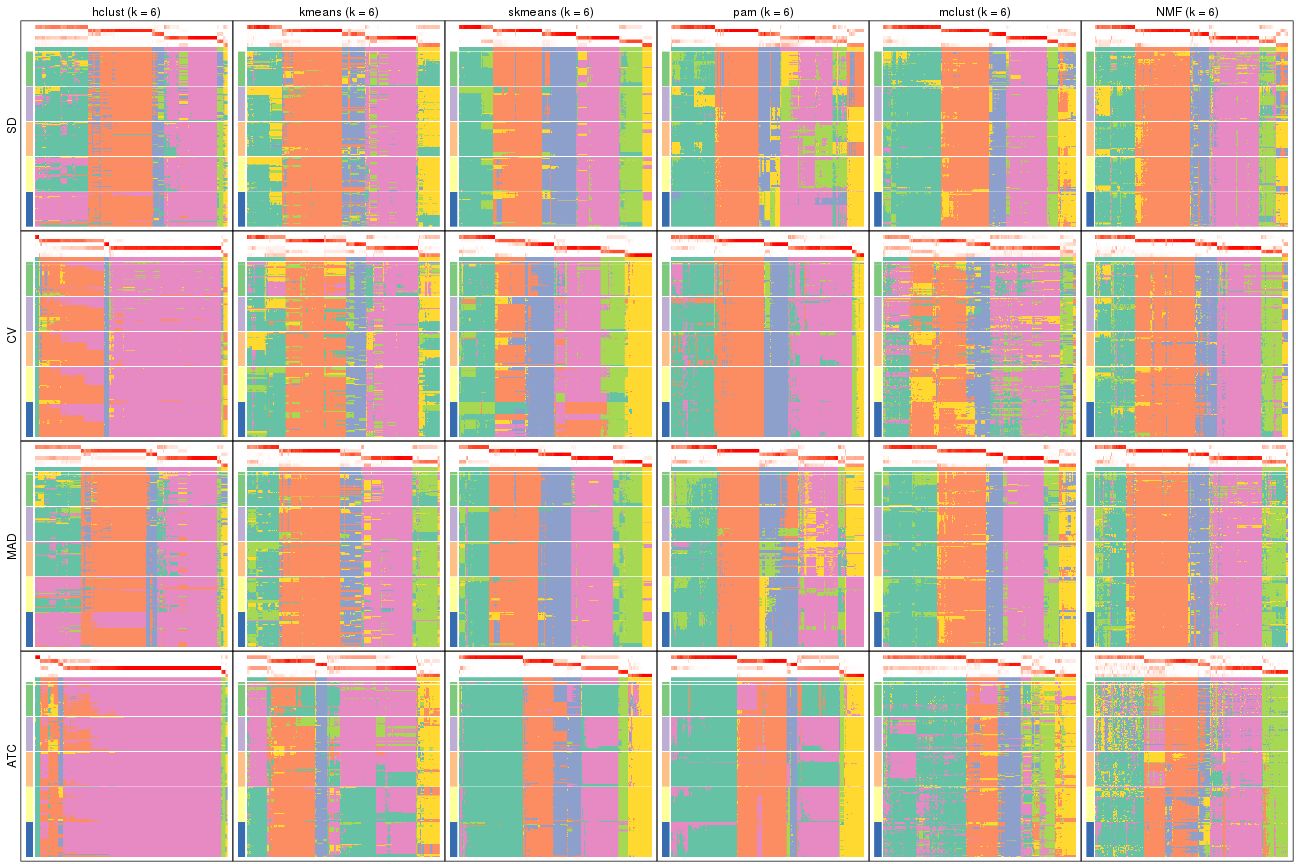 hclust (k = 6) kmeans (k = 6) skmeans (k = 6) pam (k = 6) mclust (k = 6) NMF (k = 6)
SD
CV
MAD
ATC